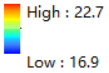 High : 22.7
Low : 16.9